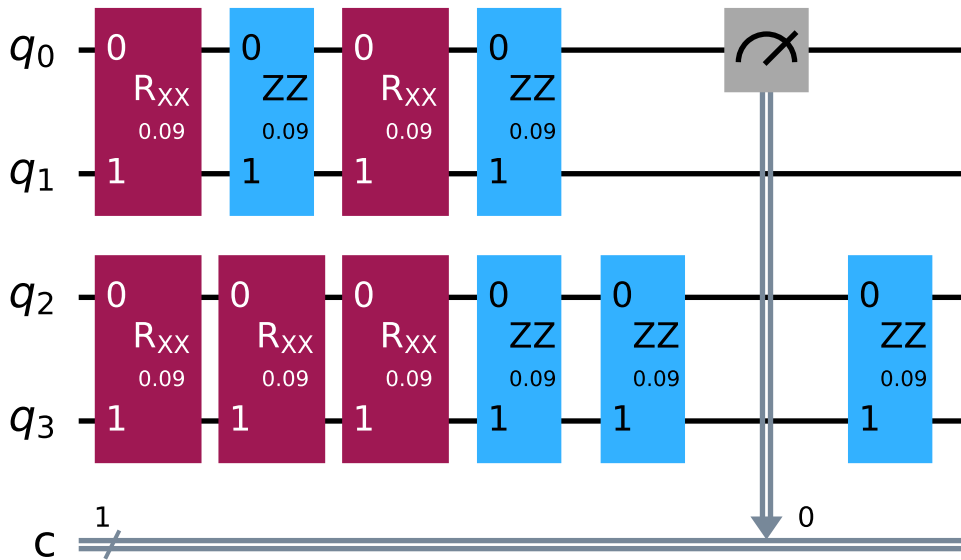 q0 0 0 0 0
RXX ZZ RXX ZZ
0.09 0.09 0.09 0.09
q1 1 1 1 1
q2 0 0 0 0 0 0
RXX RXX RXX ZZ ZZ ZZ
0.09 0.09 0.09 0.09 0.09 0.09
q3 1 1 1 1 1 1
1 0
c